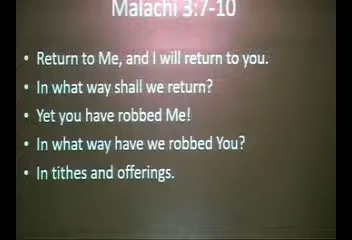 Malachi 3:7-10
• Return to Me, and I will return to you.
• In what way shall we return?
• Yet you have robbed Me!
• In what way have we robbed You?
• In tithes and offerings.